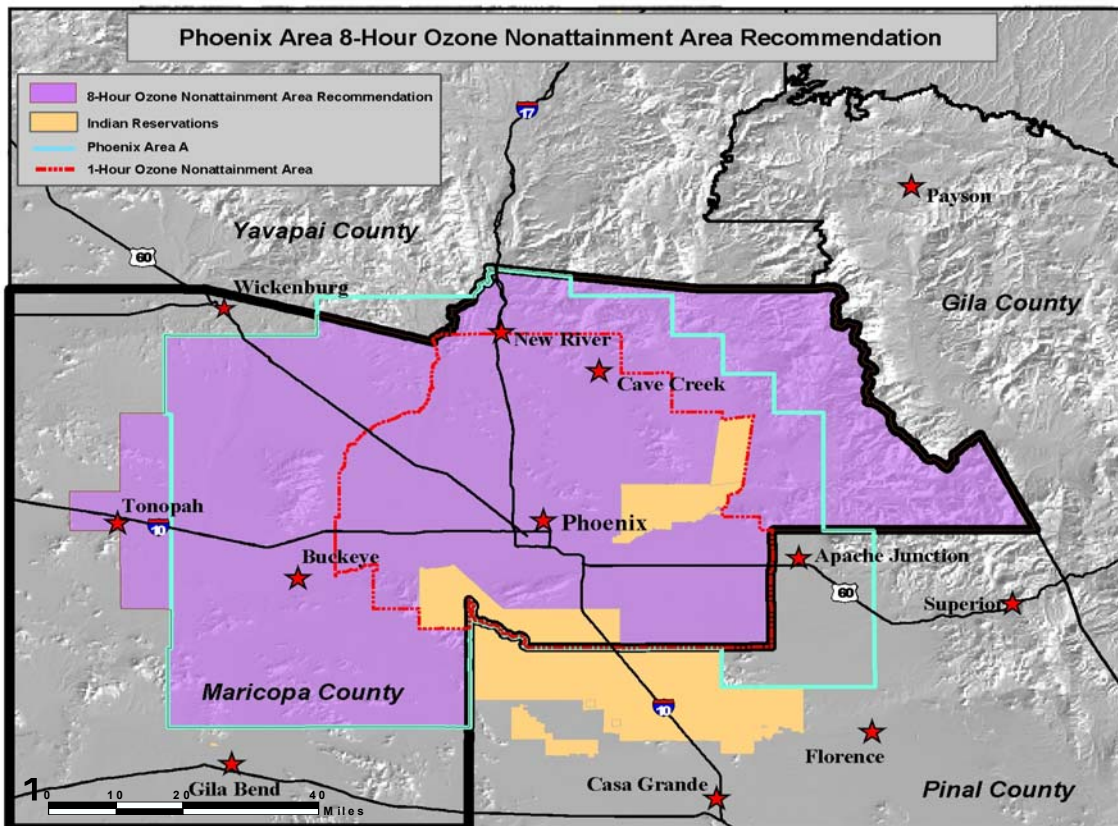 Phoenix Area 8-Hour Ozone Nonattainment Area Recommendation
8-Hour Ozone Nonattainment Area Recommendation
Indian Reservations
Phoenix Area A
1-Hour Ozone Nonattainment Area
17
Payson
Yavapai County
60
Wickenburg
Gila County
New River
Cave Creek
Tonopah
10
Phoenix
Buckeye
Apache Junction
60
Superior
Maricopa County
10
Florence
Gila Bend
Casa Grande
Pinal County
1
0 10 20 40
Miles